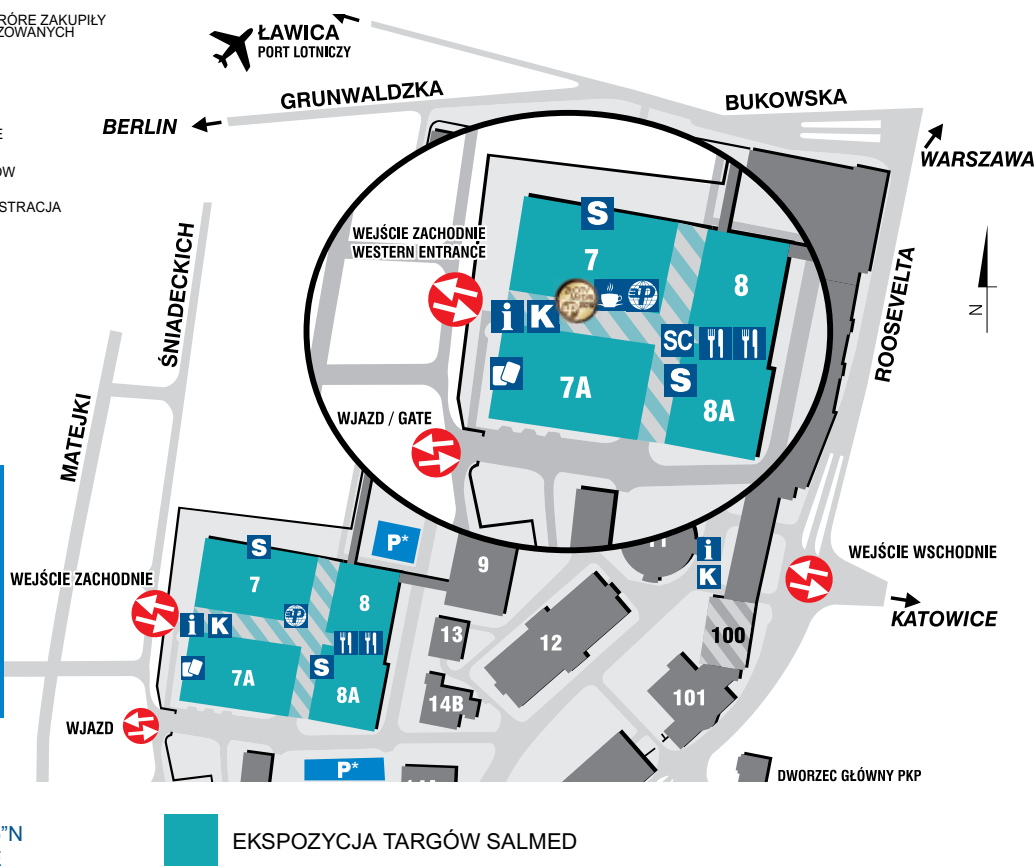 RÓRE ZAKUPIŁY
ZOWANYCH
E
ÓW
STRACJA
ŁAWICA
PORT LOTNICZY
GRUNWALDZKA
BUKOWSKA
BERLIN
WARSZAWA
ŚNIADECKICH
MATEJKI
ROOSEVELTA
N
WEJŚCIE ZACHODNIE
WESTERN ENTRANCE
S
7
8
i K
SC
S
7A
8A
WJAZD / GATE
P*
9
11
i
K
WEJŚCIE WSCHODNIE
KATOWICE
WEJŚCIE ZACHODNIE
S
7
8
i K
S
7A
8A
WJAZD
13
12
14B
100
101
P*
DWORZEC GŁÓWNY PKP
"N
EKSPOZYCJA TARGÓW SALMED